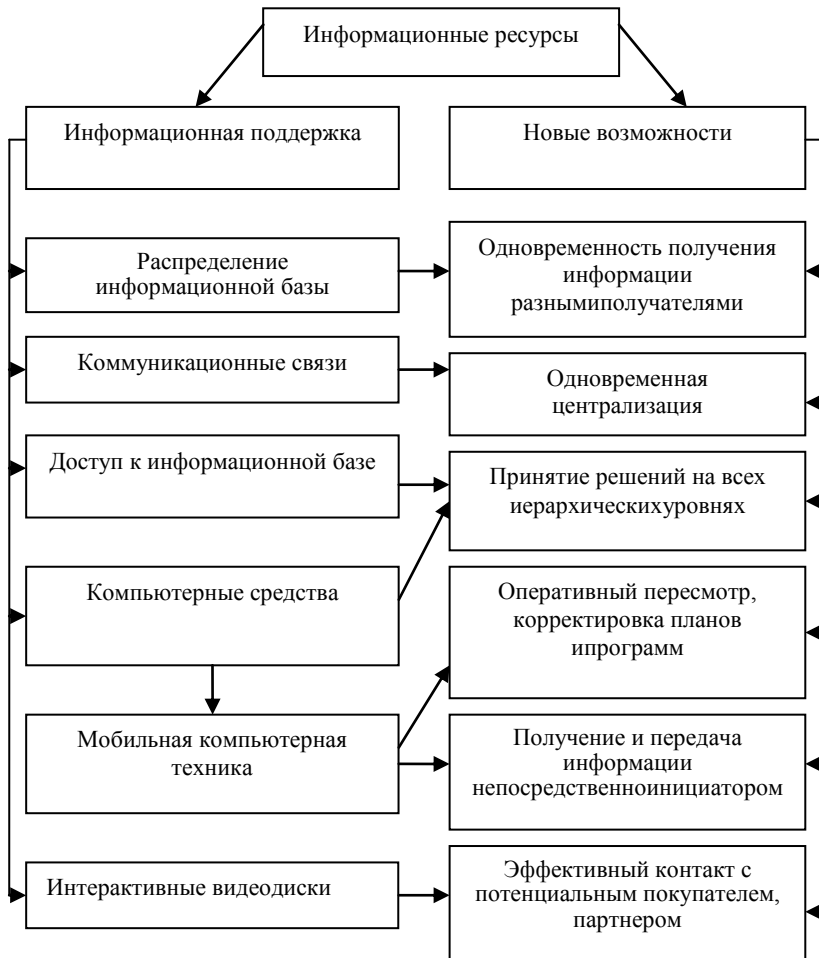 Информационные ресурсы
Информационная поддержка
Новые возможности
Распределение
информационной базы
Одновременность получения
информации
разнымиполучателями
Коммуникационные связи
Одновременная
централизация
Доступ к информационной базе
Принятие решений на всех
иерархическихуровнях
Компьютерные средства
Оперативный пересмотр,
корректировка планов
ипрограмм
Мобильная компьютерная
техника
Получение и передача
информации
непосредственноинициатором
Интерактивные видеодиски
Эффективный контакт с
потенциальным покупателем,
партнером